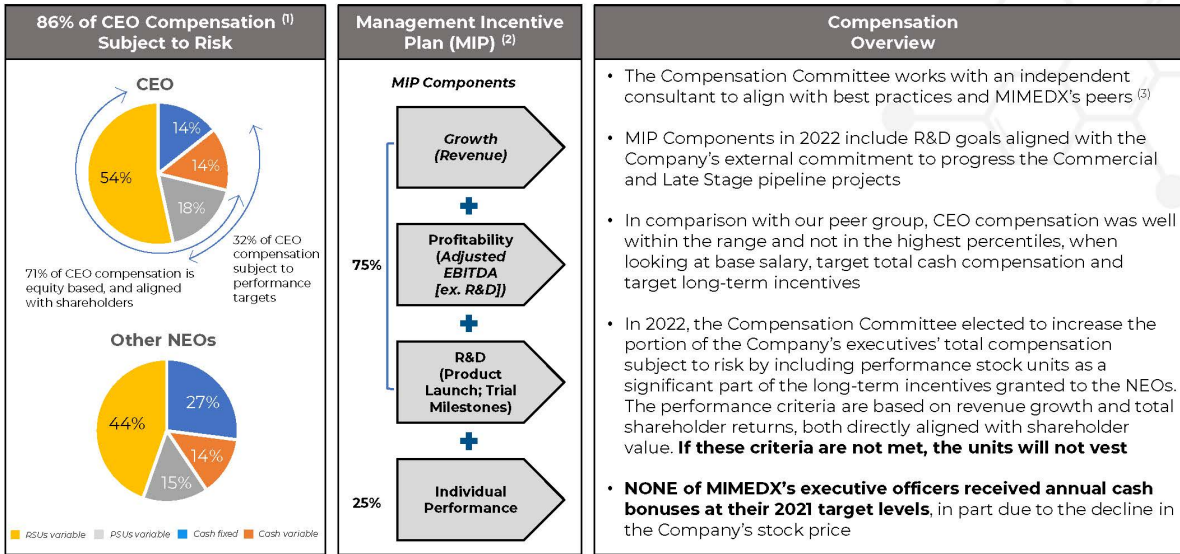 86% of CEO Compensation (1)
Subject to Risk
CEO
14%
14%
18%
54%
32% of CEO
compensation
subject to
performance
targets
71% of CEO compensation is
equity based, and aligned
with shareholders
Other NEOs
27%
14%
15%
44%
RSUs variable
PSUs variable
Cash fixed
Cash variable
Management Incentive
Plan (MIP) (2)
MIP Components
Growth
(Revenue)
75%
Profitability
(Adjusted
EBITDA
[ex. R&D])
R&D
(Product
Launch; Trial
Milestones)
25%
Individual
Performance
Compensation
Overview
• The Compensation Committee works with an independent
consultant to align with best practices and MIMEDX's peers (3)
• MIP Components in 2022 include R&D goals aligned with the
Company's external commitment to progress the Commercial
and Late Stage pipeline projects
• In comparison with our peer group, CEO compensation was well
within the range and not in the highest percentiles, when
looking at base salary, target total cash compensation and
target long-term incentives
• In 2022, the Compensation Committee elected to increase the
portion of the Company's executives' total compensation
subject to risk by including performance stock units as a
significant part of the long-term incentives granted to the NEOs.
The performance criteria are based on revenue growth and total
shareholder returns, both directly aligned with shareholder
value. If these criteria are not met, the units will not vest
• NONE of MIMEDX's executive officers received annual cash
bonuses at their 2021 target levels, in part due to the decline in
the Company's stock price